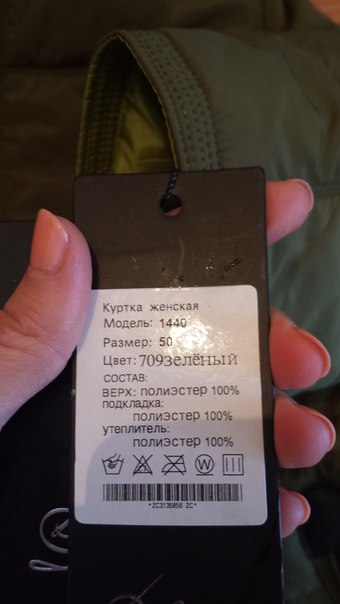 Куртка женская
Модель: 1440
Размер: 50
Цвет: 709зелёный
СОСТАВ:
ВЕРХ: ПОЛИЭСТЕР 100%
ПОДКЛАДКА:
ПОЛИЭСТЕР 100%
УТЕПЛИТЕЛЬ:
ПОЛИЭСТЕР 100%
W
*ZC3135856 ZC*